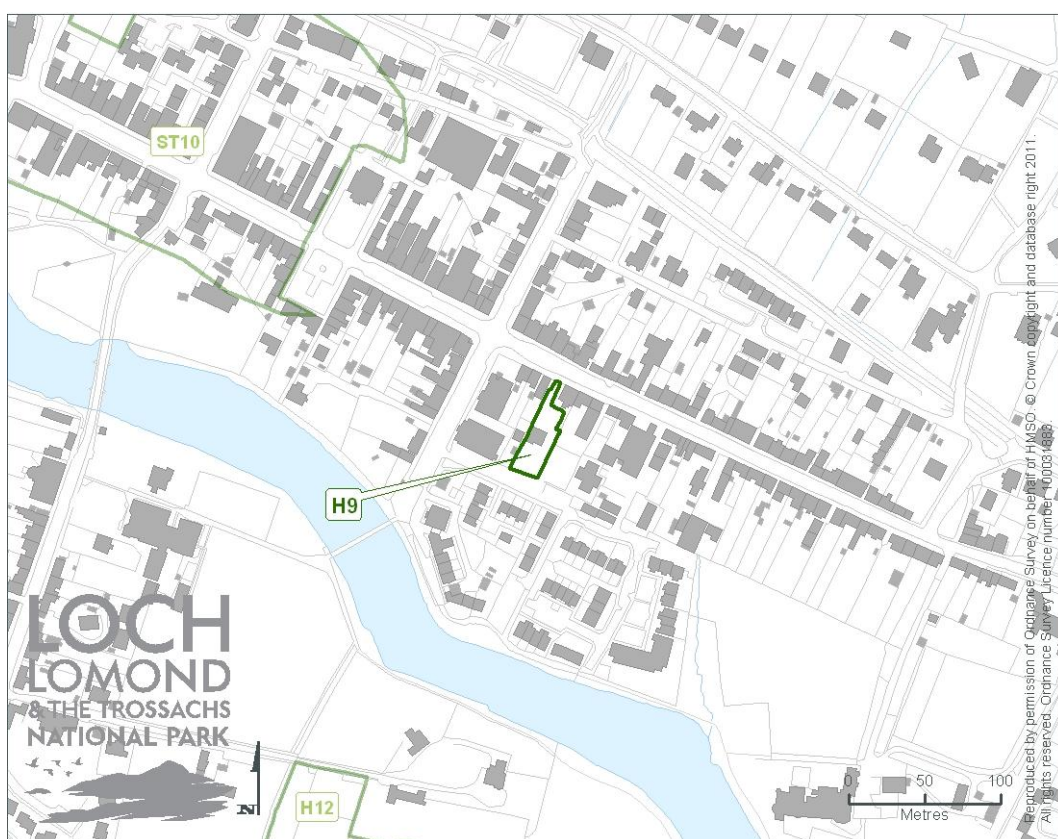 ST10
H9
LOCH
LOMOND
& THE TROSSACHS
NATIONAL PARK
N
H12
0 50 100
Metres
Reproduced by permission of Ordnance Survey on behalf of HMSO. © Crown copyright and database right 2011.
All rights reserved. Ordnance Survey Licence number 100031883.